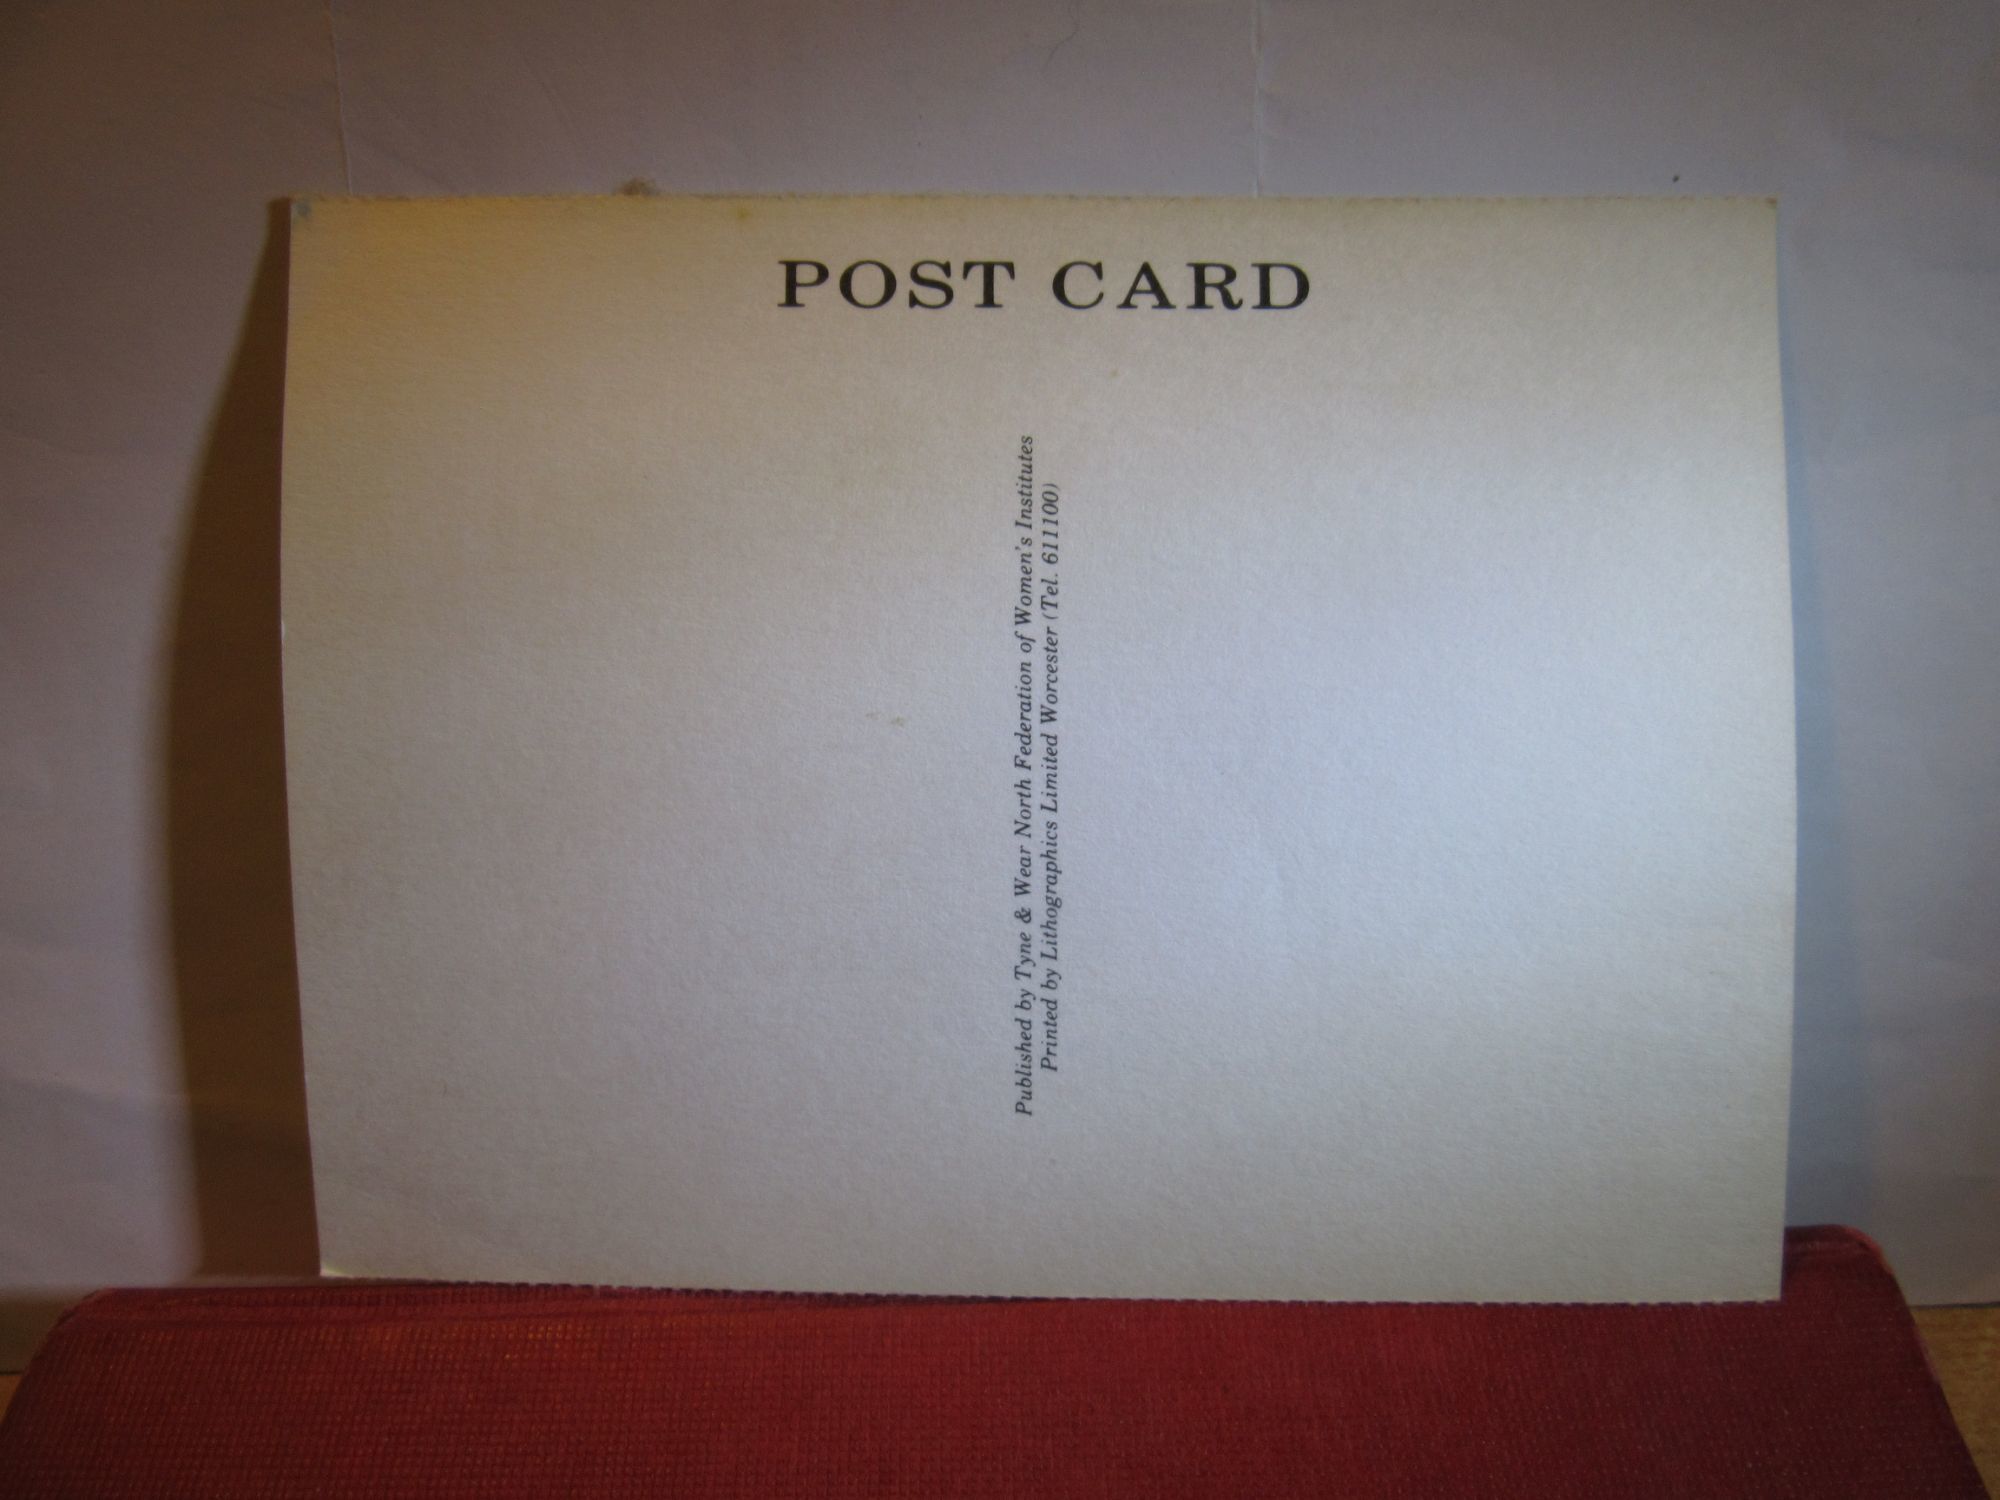 POST CARD
Published by Tyne & Wear North Federation of Women's Institutes
Printed by Lithographics Limited Worcester (Tel. 611100)